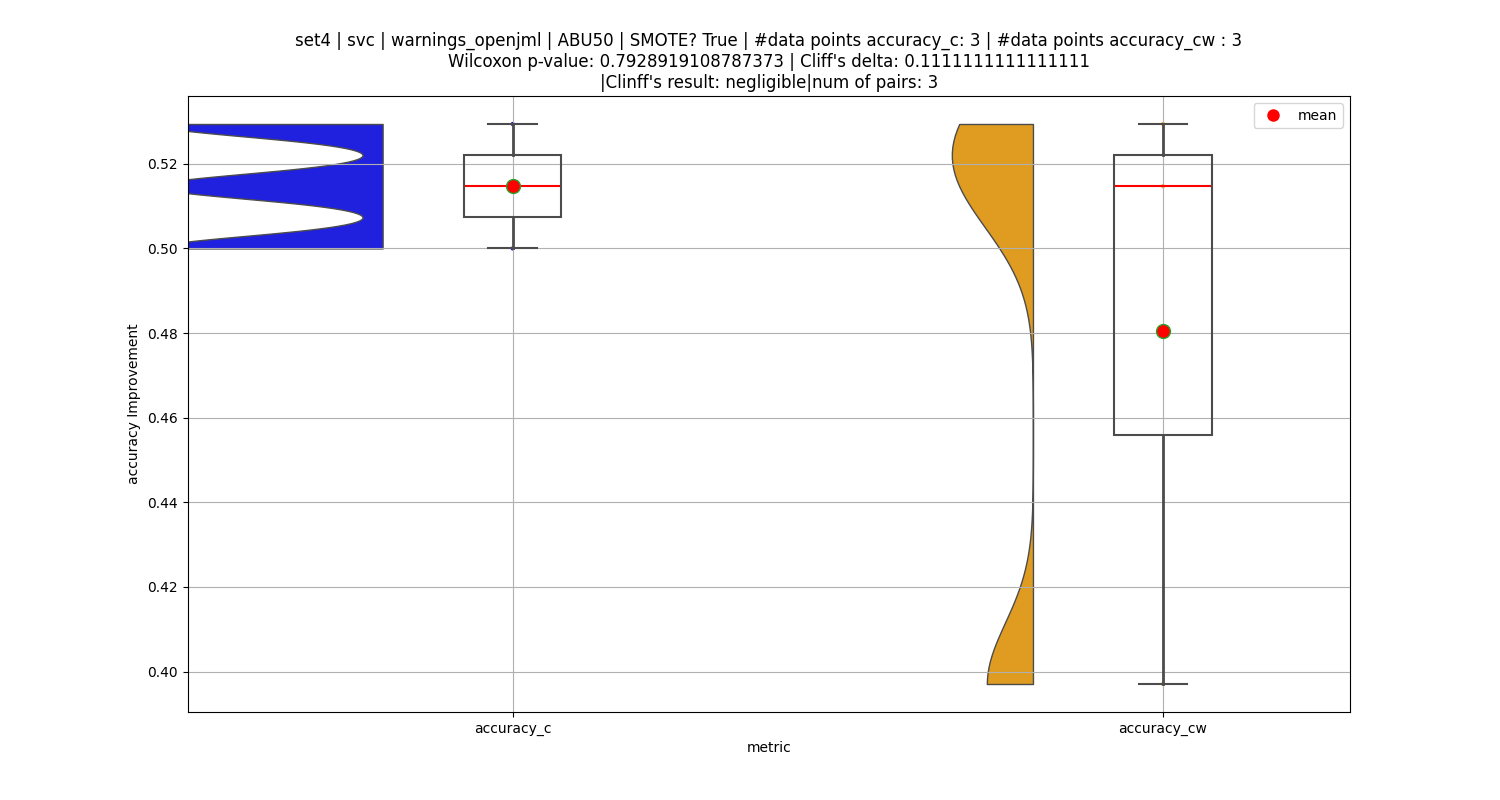 set4 | svc | warnings_openjml | ABU50 | SMOTE? True | #data points accuracy_c: 3 | #data points accuracy_cw : 3
Wilcoxon p-value: 0.7928919108787373 | Cliff's delta: 0.1111111111111111
|Clinff's result: negligible|num of pairs: 3
mean
0.52
0.50
0.48
0.46
0.44
0.42
0.40
accuracy Improvement
accuracy_c
accuracy_cw
metric